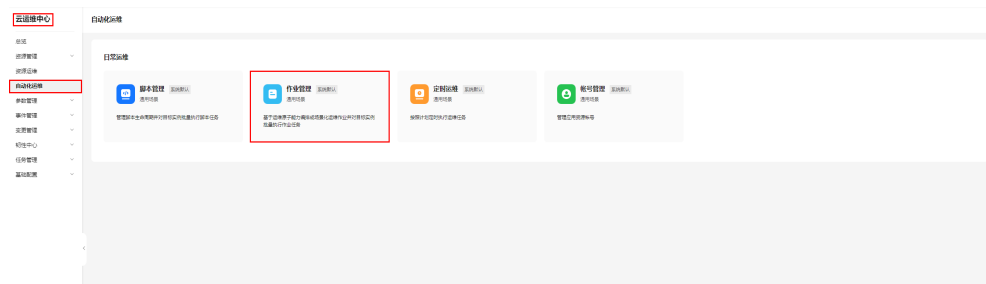 云运维中心
自动化运维
总览
资源管理
资源运维
自动化运维
参数管理
事件管理
变更管理
韧性中心
任务管理
基础配置
日常运维
脚本管理 系统默认
通用场景
管理脚本生命周期并对目标实例批量执行脚本任务
作业管理 系统默认
通用场景
基于运维原子能力编排成场景化运维作业并对目标实例
批量执行作业任务
定时运维 系统默认
通用场景
按照计划定时执行运维任务
帐号管理 系统默认
通用场景
管理应用资源帐号